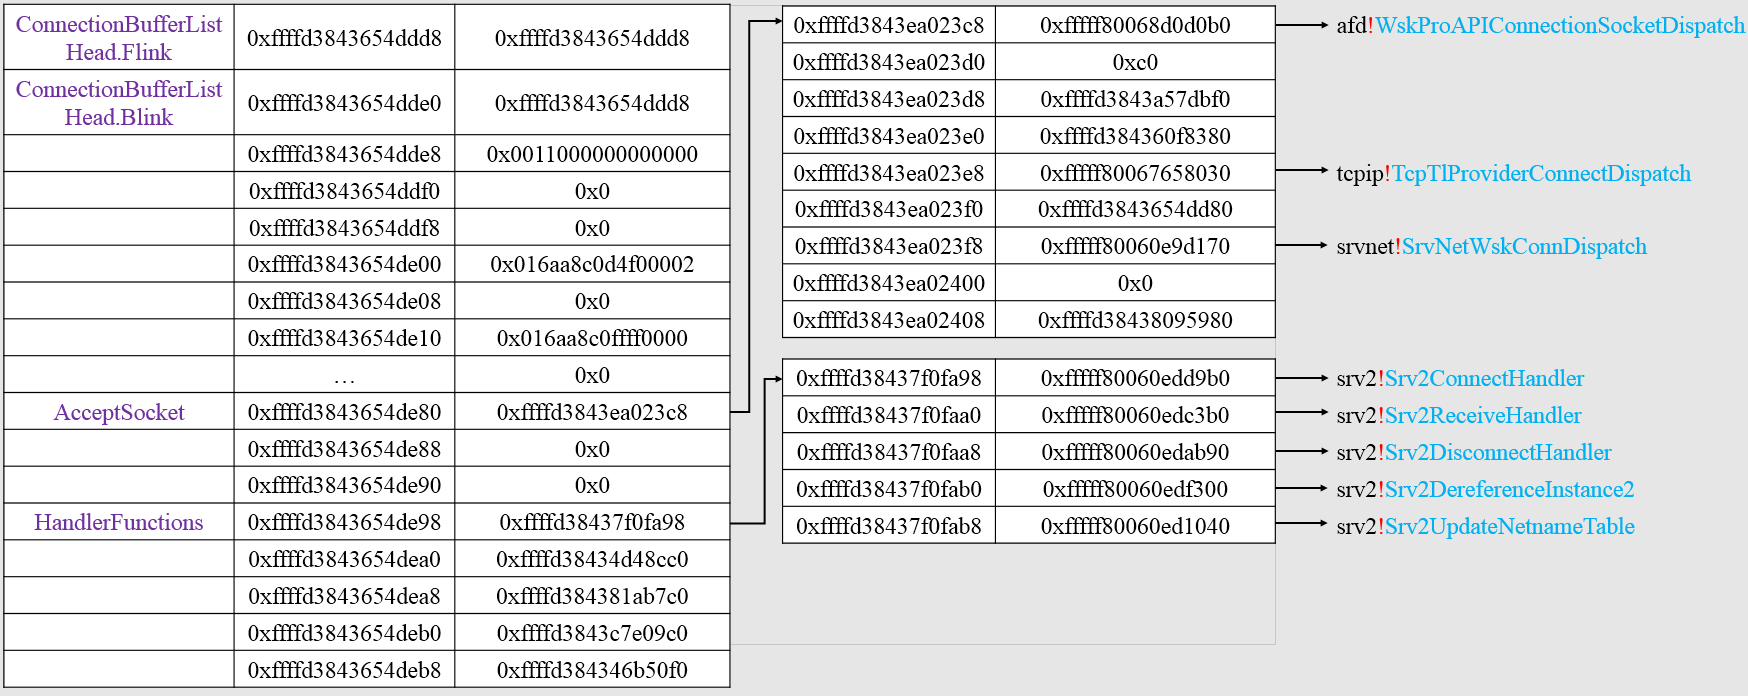 ConnectionBufferList
Head.Flink 0xffffd3843654ddd8 0xffffd3843654ddd8
ConnectionBufferList
Head.Blink 0xffffd3843654dde0 0xffffd3843654ddd8
0xffffd3843654dde8 0x0011000000000000
0xffffd3843654ddf0 0x0
0xffffd3843654ddf8 0x0
0xffffd3843654de00 0x016aa8c0d4f00002
0xffffd3843654de08 0x0
0xffffd3843654de10 0x016aa8c0ffff0000
… 0x0
AcceptSocket 0xffffd3843654de80 0xffffd3843ea023c8
0xffffd3843654de88 0x0
0xffffd3843654de90 0x0
HandlerFunctions 0xffffd3843654de98 0xffffd38437f0fa98
0xffffd3843654dea0 0xffffd38434d48cc0
0xffffd3843654dea8 0xffffd384381ab7c0
0xffffd3843654deb0 0xffffd3843c7e09c0
0xffffd3843654deb8 0xffffd384346b50f0
0xffffd3843ea023c8 0xfffff80068d0d0b0 afd!WskProAPIConnectionSocketDispatch
0xffffd3843ea023d0 0xc0
0xffffd3843ea023d8 0xffffd3843a57dbf0
0xffffd3843ea023e0 0xffffd384360f8380
0xffffd3843ea023e8 0xfffff80067658030 tcpip!TcpTlProviderConnectDispatch
0xffffd3843ea023f0 0xffffd3843654dd80
0xffffd3843ea023f8 0xfffff80060e9d170 srvnet!SrvNetWskConnDispatch
0xffffd3843ea02400 0x0
0xffffd3843ea02408 0xffffd38438095980
0xffffd38437f0fa98 0xfffff80060edd9b0 srv2!Srv2ConnectHandler
0xffffd38437f0faa0 0xfffff80060edc3b0 srv2!Srv2ReceiveHandler
0xffffd38437f0faa8 0xfffff80060edab90 srv2!Srv2DisconnectHandler
0xffffd38437f0fab0 0xfffff80060edf300 srv2!Srv2DereferenceInstance2
0xffffd38437f0fab8 0xfffff80060ed1040 srv2!Srv2UpdateNetnameTable